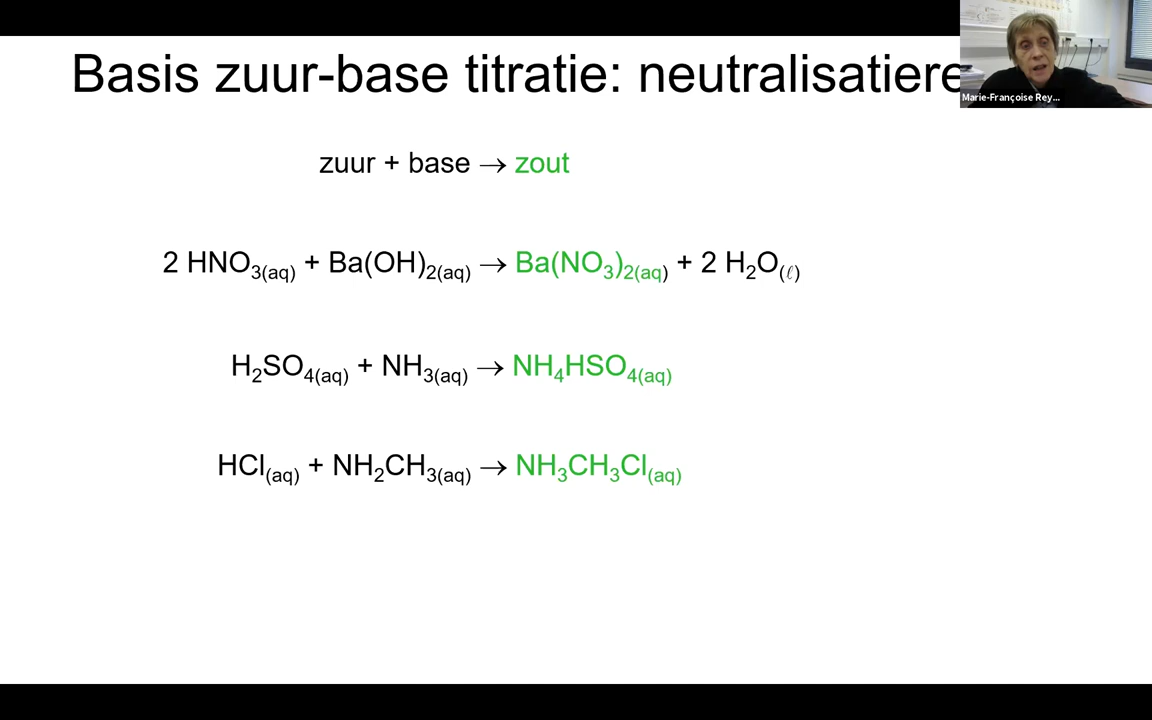 Basis zuur-base titratie: neutralisatiere
Marie-Françoise Rey...
zuur + base → zout
2 HNO₃₍aq₎ + Ba(OH)₂₍aq₎ → Ba(NO₃)₂₍aq₎ + 2 H₂O₍ℓ₎
H₂SO₄₍aq₎ + NH₃₍aq₎ → NH₄HSO₄₍aq₎
HCl₍aq₎ + NH₂CH₃₍aq₎ → NH₃CH₃Cl₍aq₎